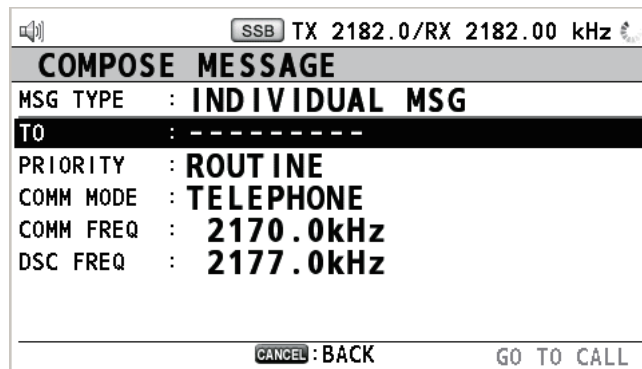 SSB TX 2182.0/RX 2182.00 kHz
COMPOSE MESSAGE
MSG TYPE : INDIVIDUAL MSG
TO : ---------
PRIORITY : ROUTINE
COMM MODE : TELEPHONE
COMM FREQ : 2170.0kHz
DSC FREQ : 2177.0kHz
CANCEL : BACK GO TO CALL